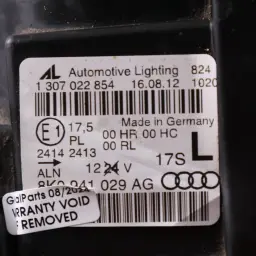 AL Automotive Lighting 824
1 307 022 854 16.08.12 1020
Made in Germany
E1 17,5 00 HR 00 HC
PL 00 RL
2414 2413
17S L
ALN 12 24 V
8K0 941 029 AG
GalParts 08/2024
WARRANTY VOID
IF REMOVED